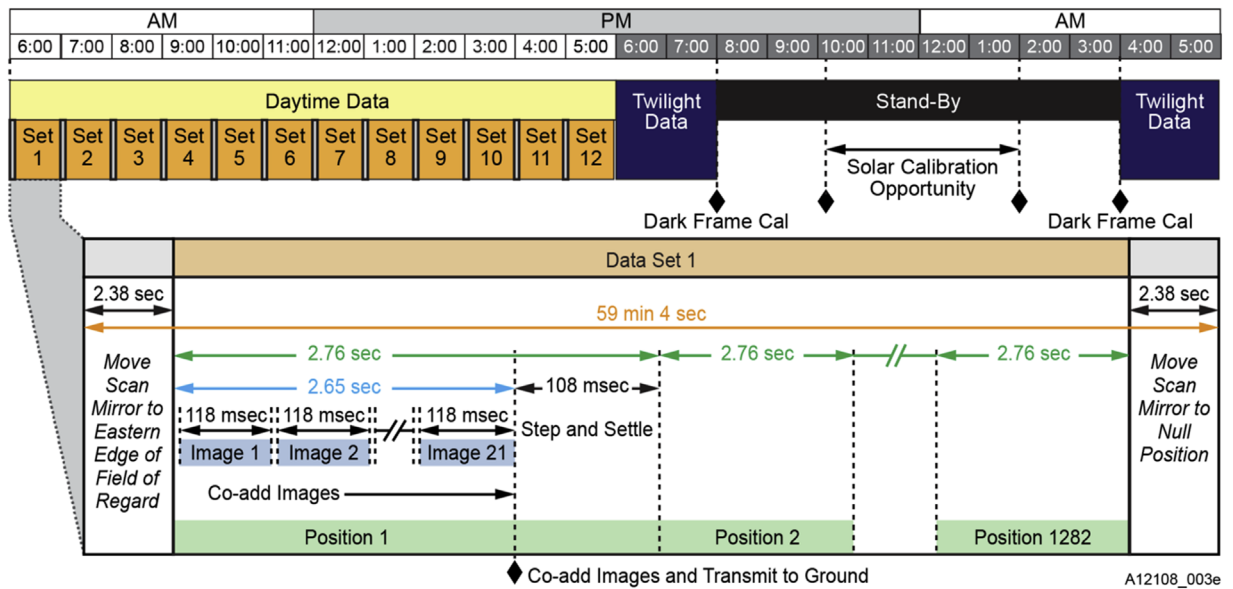 AM PM AM
6:00 7:00 8:00 9:00 10:00 11:00 12:00 1:00 2:00 3:00 4:00 5:00 6:00 7:00 8:00 9:00 10:00 11:00 12:00 1:00 2:00 3:00 4:00 5:00
Daytime Data
Set 1
Set 2
Set 3
Set 4
Set 5
Set 6
Set 7
Set 8
Set 9
Set 10
Set 11
Set 12
Twilight
Data
Stand-By
Twilight
Data
Solar Calibration
Opportunity
Dark Frame Cal
Dark Frame Cal
Data Set 1
2.38 sec
59 min 4 sec
2.38 sec
Move
Scan
Mirror to
Eastern
Edge of
Field of
Regard
2.76 sec 2.76 sec 2.76 sec
2.65 sec 108 msec
118 msec 118 msec 118 msec
Step and Settle
Image 1 Image 2 Image 21
Co-add Images
Position 1 Position 2 Position 1282
Move
Scan
Mirror to
Null
Position
Co-add Images and Transmit to Ground
A12108_003e